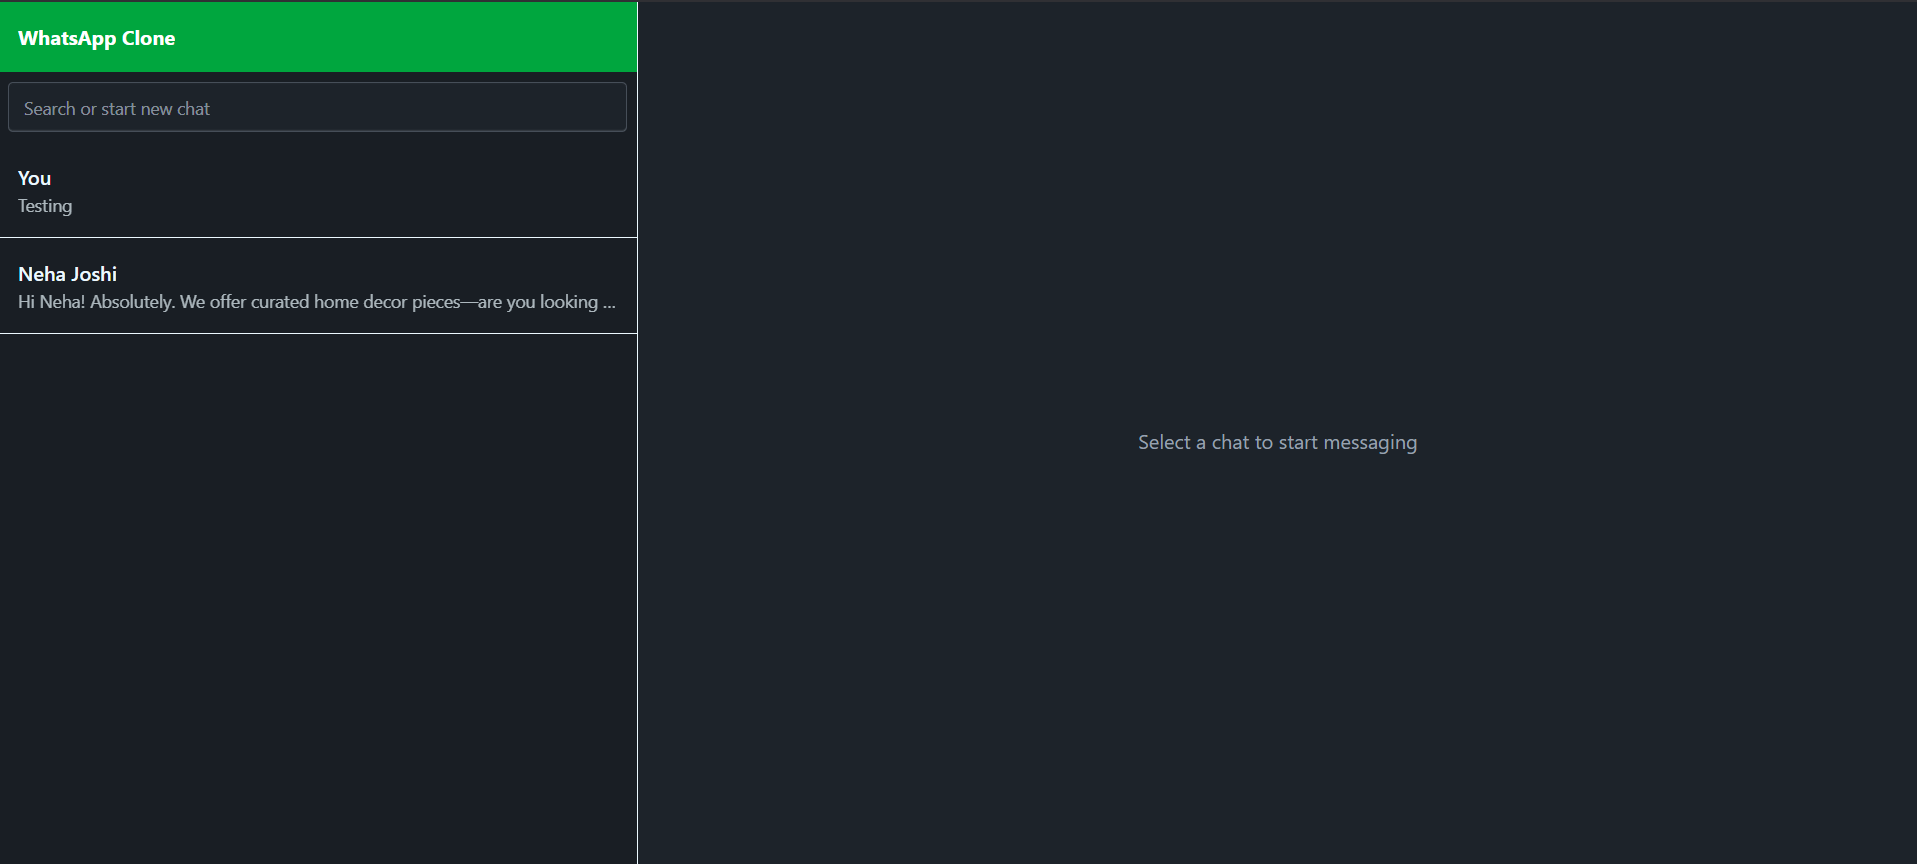 WhatsApp Clone
Search or start new chat
You
Testing
Neha Joshi
Hi Neha! Absolutely. We offer curated home decor pieces—are you looking ...
Select a chat to start messaging